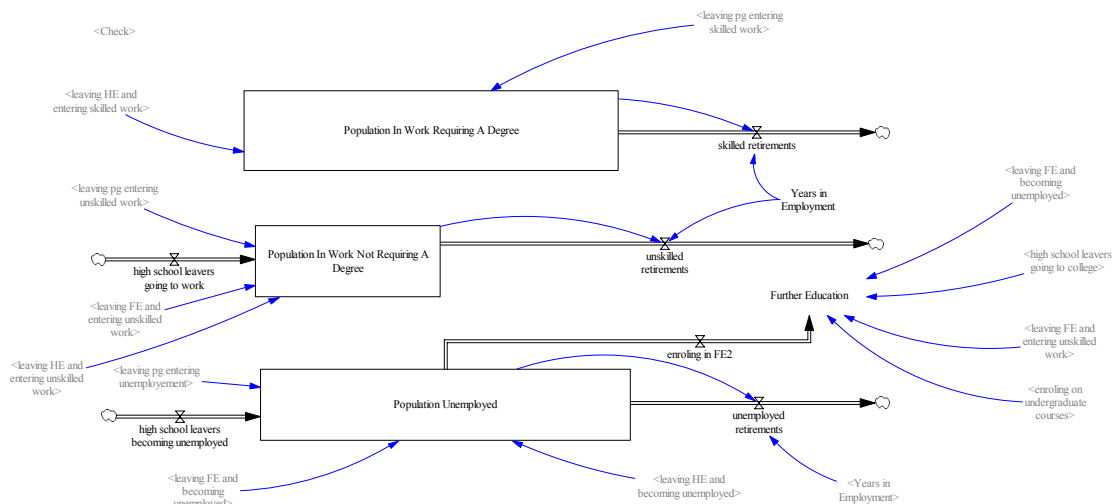 <leaving pg entering
skilled work>
<Check>
<leaving HE and
entering skilled work>
Population In Work Requiring A Degree
skilled retirements
<leaving FE and
becoming
unemployed>
<leaving pg entering
unskilled work>
Years in
Employment
Population In Work Not Requiring A
Degree
unskilled
retirements
high school leavers
going to work
<high school leavers
going to college>
Further Education
<leaving FE and
entering unskilled
work>
<leaving FE and
entering unskilled
work>
enroling in FE2
<leaving HE and
entering unskilled
work>
<leaving pg entering
unemployement>
<enroling on
undergraduate
courses>
Population Unemployed
unemployed
retirements
high school leavers
becoming unemployed
<leaving FE and
becoming
unemployed>
<leaving HE and
becoming unemployed>
<Years in
Employment>